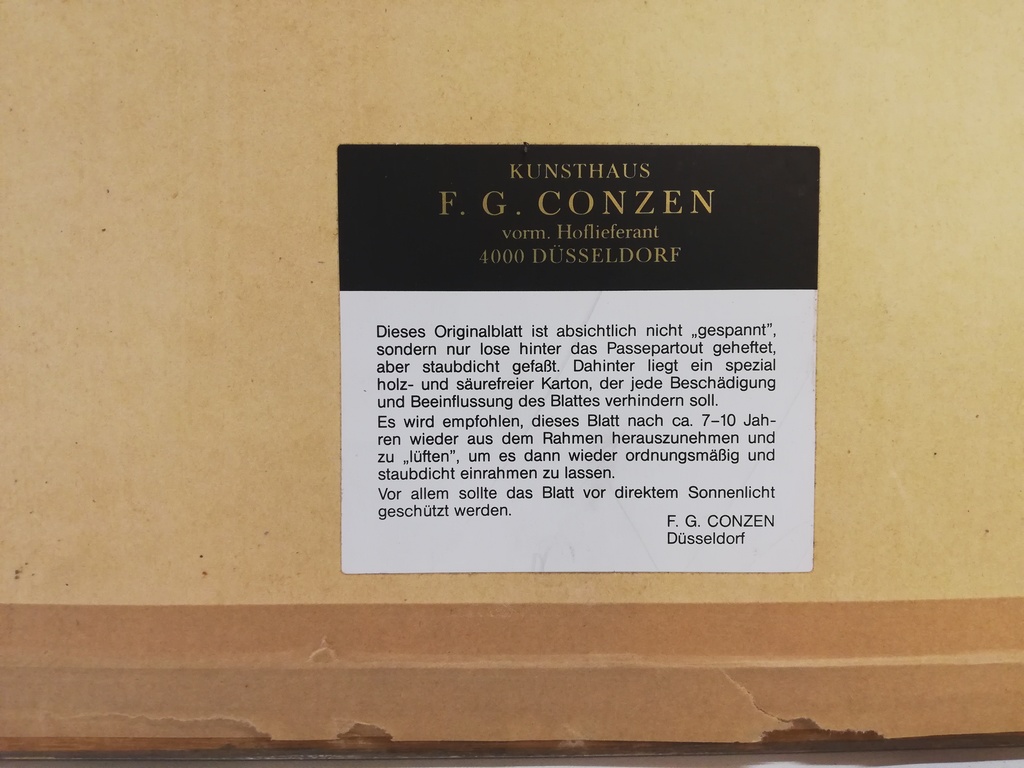 KUNSTHAUS
F. G. CONZEN
vorm. Hoflieferant
4000 DÜSSELDORF
Dieses Originalblatt ist absichtlich nicht „gespannt”,
sondern nur lose hinter das Passepartout geheftet,
aber staubdicht gefaßt. Dahinter liegt ein spezial
holz- und säurefreier Karton, der jede Beschädigung
und Beeinflussung des Blattes verhindern soll.
Es wird empfohlen, dieses Blatt nach ca. 7–10 Jah-
ren wieder aus dem Rahmen herauszunehmen und
zu „lüften”, um es dann wieder ordnungsmäßig und
staubdicht einrahmen zu lassen.
Vor allem sollte das Blatt vor direktem Sonnenlicht
geschützt werden.
F. G. CONZEN
Düsseldorf